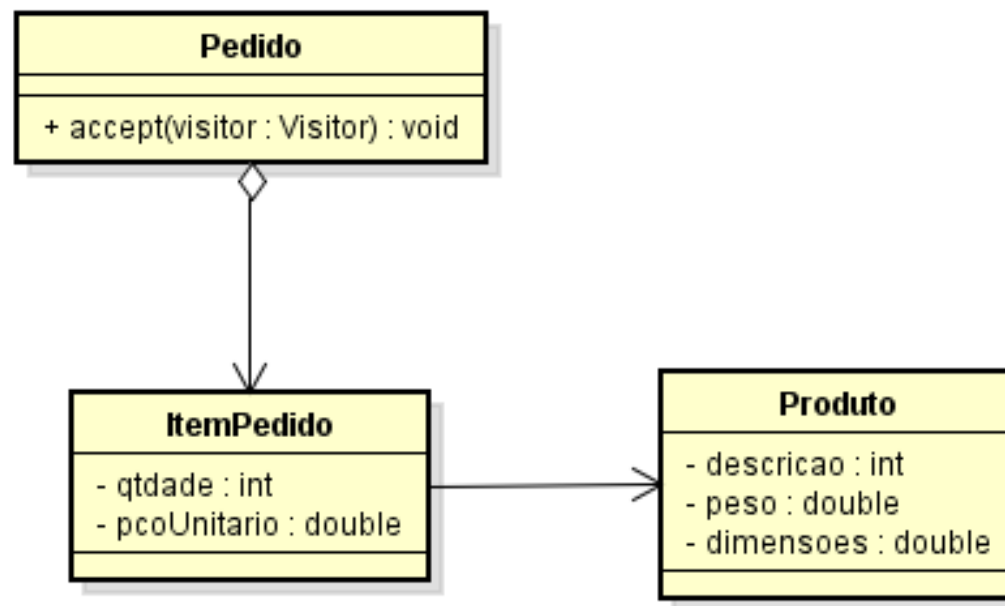 Pedido
+ accept(visitor : Visitor) : void
ItemPedido
- qtdade : int
- pcoUnitario : double
Produto
- descricao : int
- peso : double
- dimensoes : double